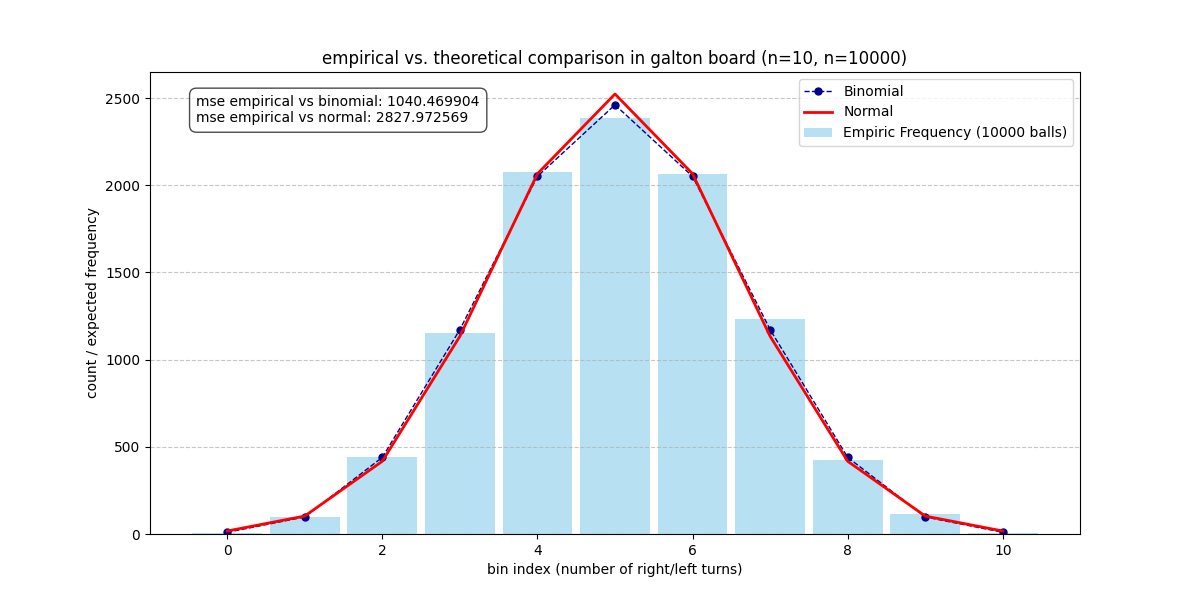 empirical vs. theoretical comparison in galton board (n=10, n=10000)
mse empirical vs binomial: 1040.469904
mse empirical vs normal: 2827.972569
Binomial
Normal
Empiric Frequency (10000 balls)
count / expected frequency
2500
2000
1500
1000
500
0
0 2 4 6 8 10
bin index (number of right/left turns)